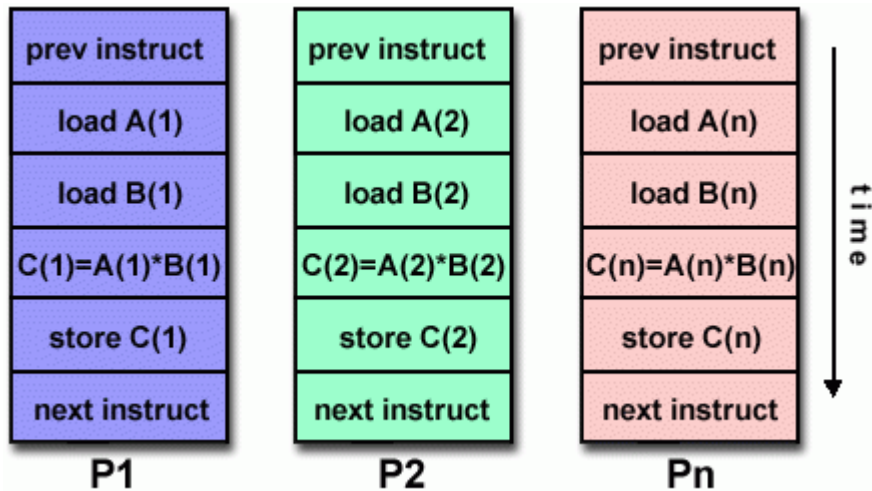 prev instruct
load A(1)
load B(1)
C(1)=A(1)*B(1)
store C(1)
next instruct
P1
prev instruct
load A(2)
load B(2)
C(2)=A(2)*B(2)
store C(2)
next instruct
P2
prev instruct
load A(n)
load B(n)
C(n)=A(n)*B(n)
store C(n)
next instruct
Pn
time